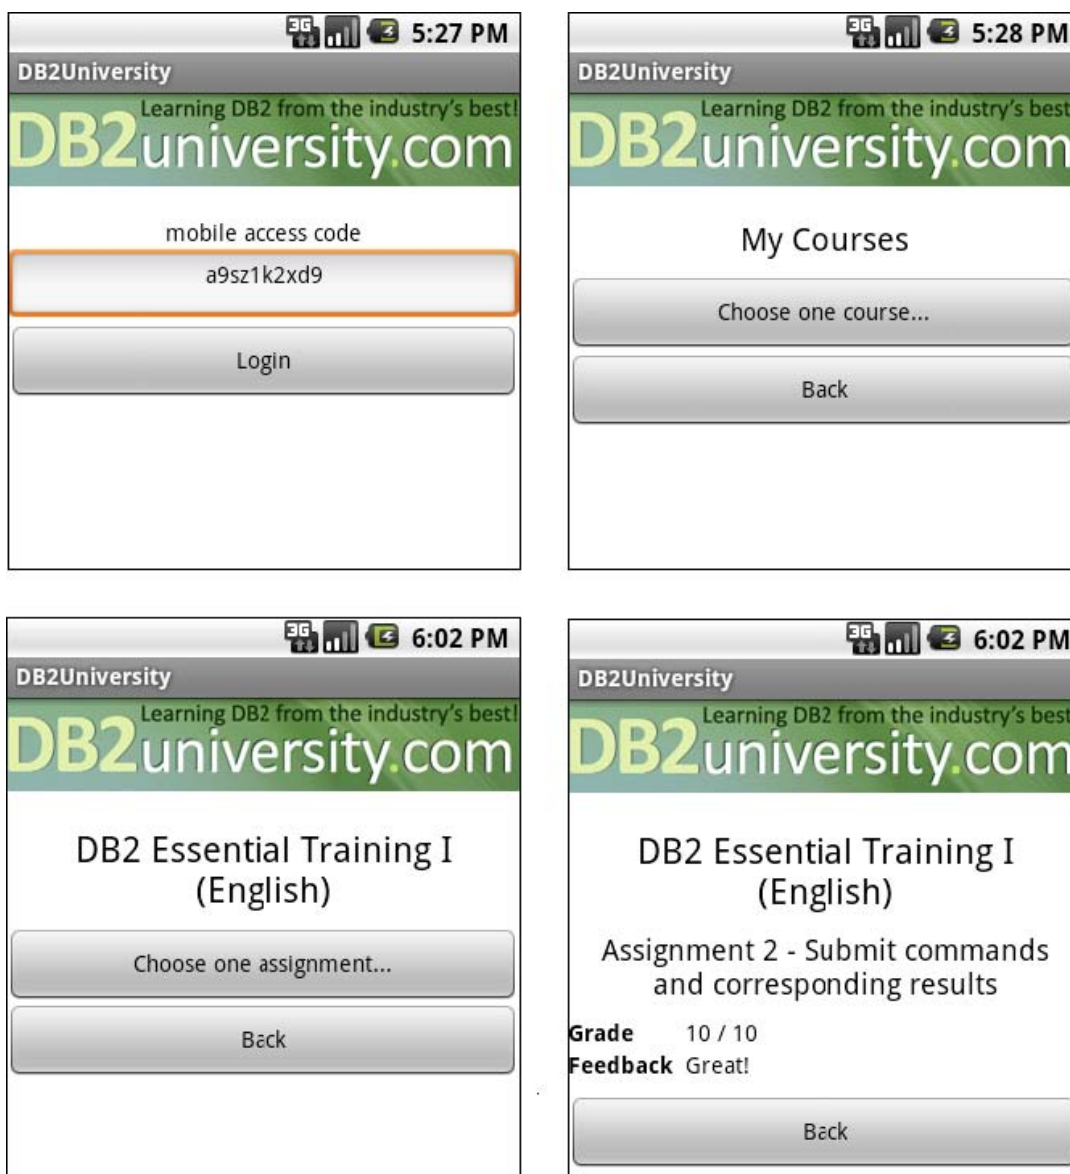 3G 5:27 PM
DB2University
Learning DB2 from the industry's best!
DB2university.com
mobile access code
a9sz1k2xd9
Login
3G 5:28 PM
DB2University
Learning DB2 from the industry's best
DB2university.com
My Courses
Choose one course...
Back
3G 6:02 PM
DB2University
Learning DB2 from the industry's best!
DB2university.com
DB2 Essential Training I
(English)
Choose one assignment...
Back
3G 6:02 PM
DB2University
Learning DB2 from the industry's best
DB2university.com
DB2 Essential Training I
(English)
Assignment 2 - Submit commands
and corresponding results
Grade 10 / 10
Feedback Great!
Back